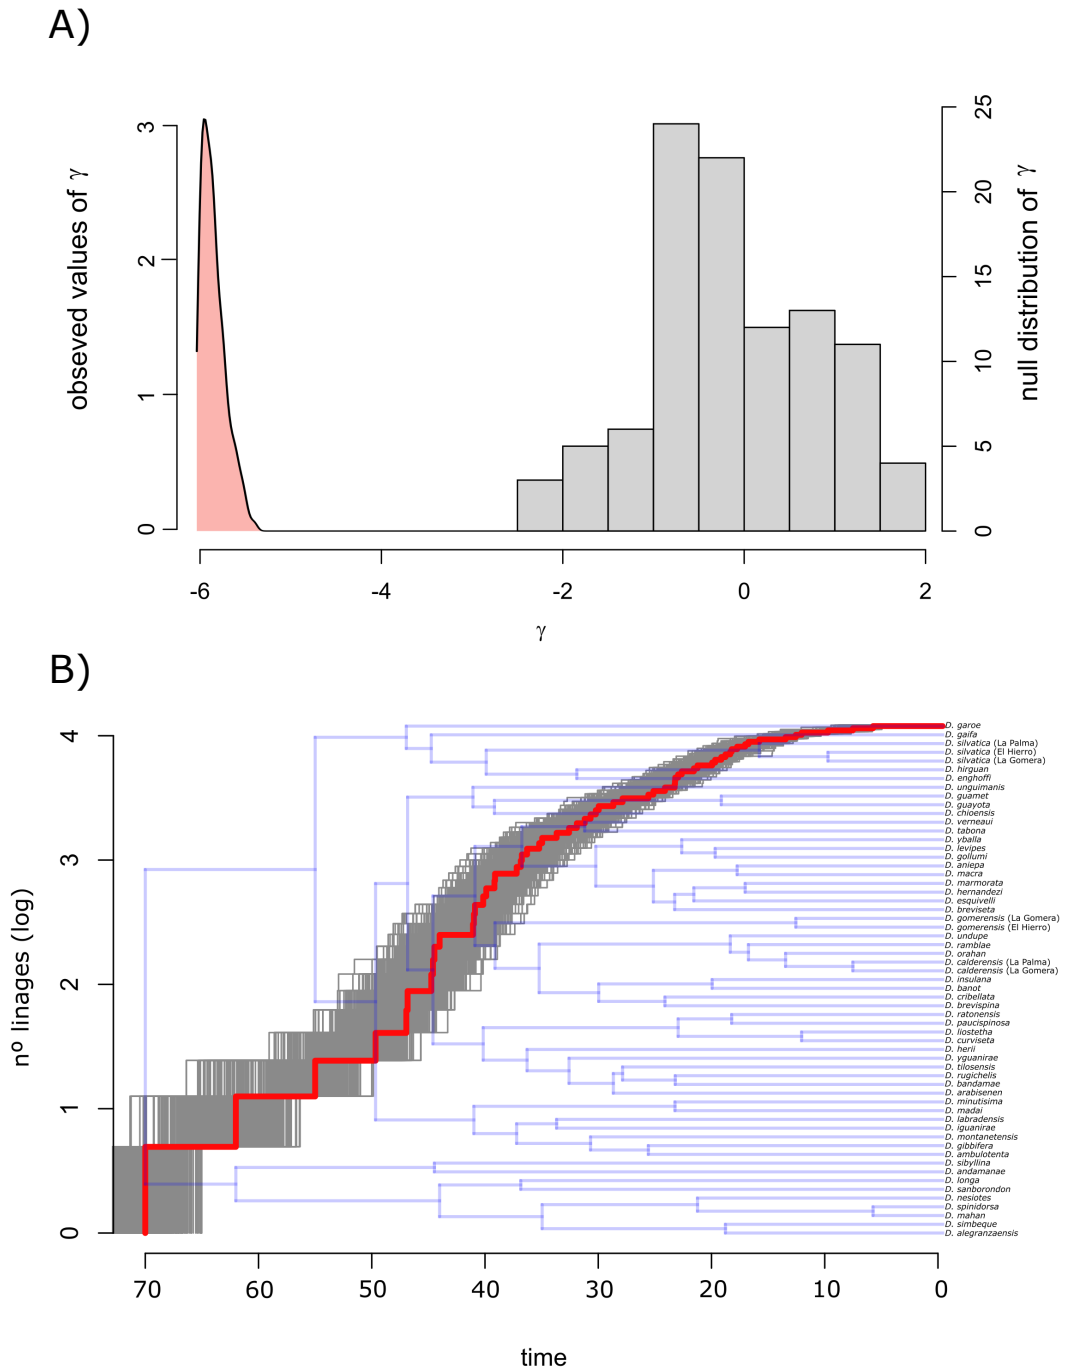 A)
obseved values of γ
0
1
2
3
null distribution of γ
0
5
10
15
20
25
-6
-4
-2
0
2
γ
B)
nº linages (log)
0
1
2
3
4
D. garoe
D. gaifa
D. silvatica (La Palma)
D. silvatica (El Hierro)
D. silvatica (La Gomera)
D. hirguan
D. enghoffi
D. unguimanis
D. guamet
D. guayota
D. chioensis
D. verneaui
D. tabona
D. yballa
D. levipes
D. gollumi
D. aniepa
D. macra
D. marmorata
D. hernandezi
D. esquivelli
D. breviseta
D. gomerensis (La Gomera)
D. gomerensis (El Hierro)
D. undupe
D. ramblae
D. orahan
D. calderensis (La Palma)
D. calderensis (La Gomera)
D. insulana
D. banot
D. cribellata
D. brevispina
D. ratonensis
D. paucispinosa
D. liostetha
D. curviseta
D. herii
D. yguanirae
D. tilosensis
D. rugichelis
D. bandamae
D. arabisenen
D. minutisima
D. madai
D. labradensis
D. iguanirae
D. montanetensis
D. gibbifera
D. ambulotenta
D. sibyllina
D. andamanae
D. longa
D. sanborondon
D. nesiotes
D. spinidorsa
D. mahan
D. simbeque
D. alegranzaensis
70
60
50
40
30
20
10
0
time